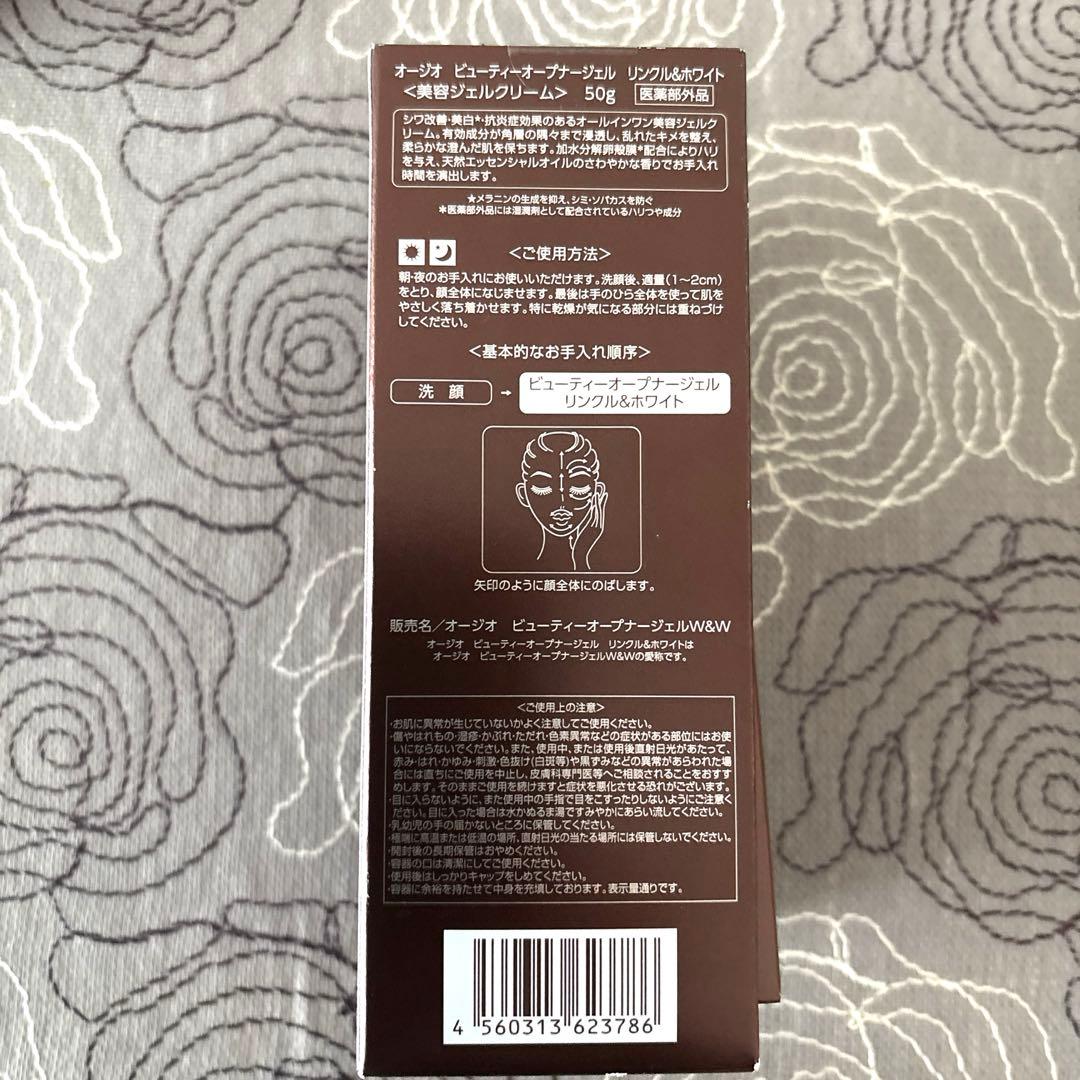 オージオ ビューティーオープナージェル リンクル&ホワイト
<美容ジェルクリーム> 50g 医薬部外品
シワ改善・美白*・抗炎症効果のあるオールインワン美容ジェルク
リーム。有効成分が角層の隅々まで浸透し、乱れたキメを整え、
柔らかな澄んだ肌を保ちます。加水分解卵殻膜*配合によりハリ
を与え、天然エッセンシャルオイルのさわやかな香りでお手入れ
時間を演出します。
★メラニンの生成を抑え、シミ・ソバカスを防ぐ
*医薬部外品には湿潤剤として配合されているハリつや成分
<ご使用方法>
朝・夜のお手入れにお使いいただけます。洗顔後、適量(1〜2cm)
をとり、顔全体になじませます。最後は手のひら全体を使って肌を
やさしく落ち着かせます。特に乾燥が気になる部分には重ねづけ
してください。
<基本的なお手入れ順序>
洗 顔 → ビューティーオープナージェル
リンクル&ホワイト
矢印のように顔全体にのばします。
販売名/オージオ ビューティーオープナージェルW&W
オージオ ビューティーオープナージェル リンクル&ホワイトは
オージオ ビューティーオープナージェルW&Wの愛称です。
<ご使用上の注意>
・お肌に異常が生じていないかよく注意してご使用ください。
・傷やはれもの・湿疹・かぶれ・ただれ・色素異常などの症状がある部位にはお使
いにならないでください。また、使用中、または使用後直射日光があたって、
赤み・はれ・かゆみ・刺激・色抜け(白斑等)や黒ずみなどの異常があらわれた場
合には直ちにご使用を中止し、皮膚科専門医等へご相談されることをおすす
めします。そのままご使用を続けますと症状を悪化させる恐れがございます。
・目に入らないように、また使用中の手指で目をこすったりしないようにご注意く
ださい。目に入った場合は水かぬるま湯ですみやかにあらい流してください。
・乳幼児の手の届かないところに保管してください。
・極端に高温または低温の場所、直射日光の当たる場所には保管しないでください。
・開封後の長期保管はおやめください。
・容器の口は清潔にしてご使用ください。
・使用後はしっかりキャップをしめてください。
・容器に余裕を持たせて中身を充填しております。表示量通りです。
4 560313 623786